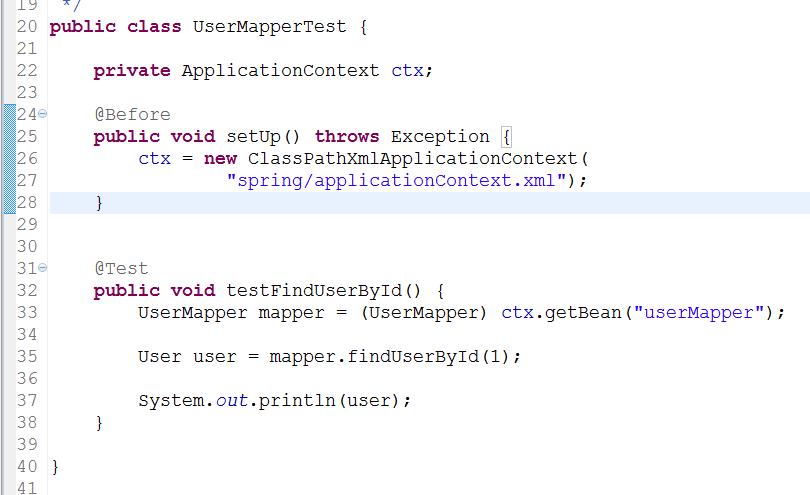 19 */
20 public class UserMapperTest {
21
22 private ApplicationContext ctx;
23
24 @Before
25 public void setUp() throws Exception {
26 ctx = new ClassPathXmlApplicationContext(
27 "spring/applicationContext.xml");
28 }
29
30
31 @Test
32 public void testFindUserById() {
33 UserMapper mapper = (UserMapper) ctx.getBean("userMapper");
34
35 User user = mapper.findUserById(1);
36
37 System.out.println(user);
38 }
39
40 }
41